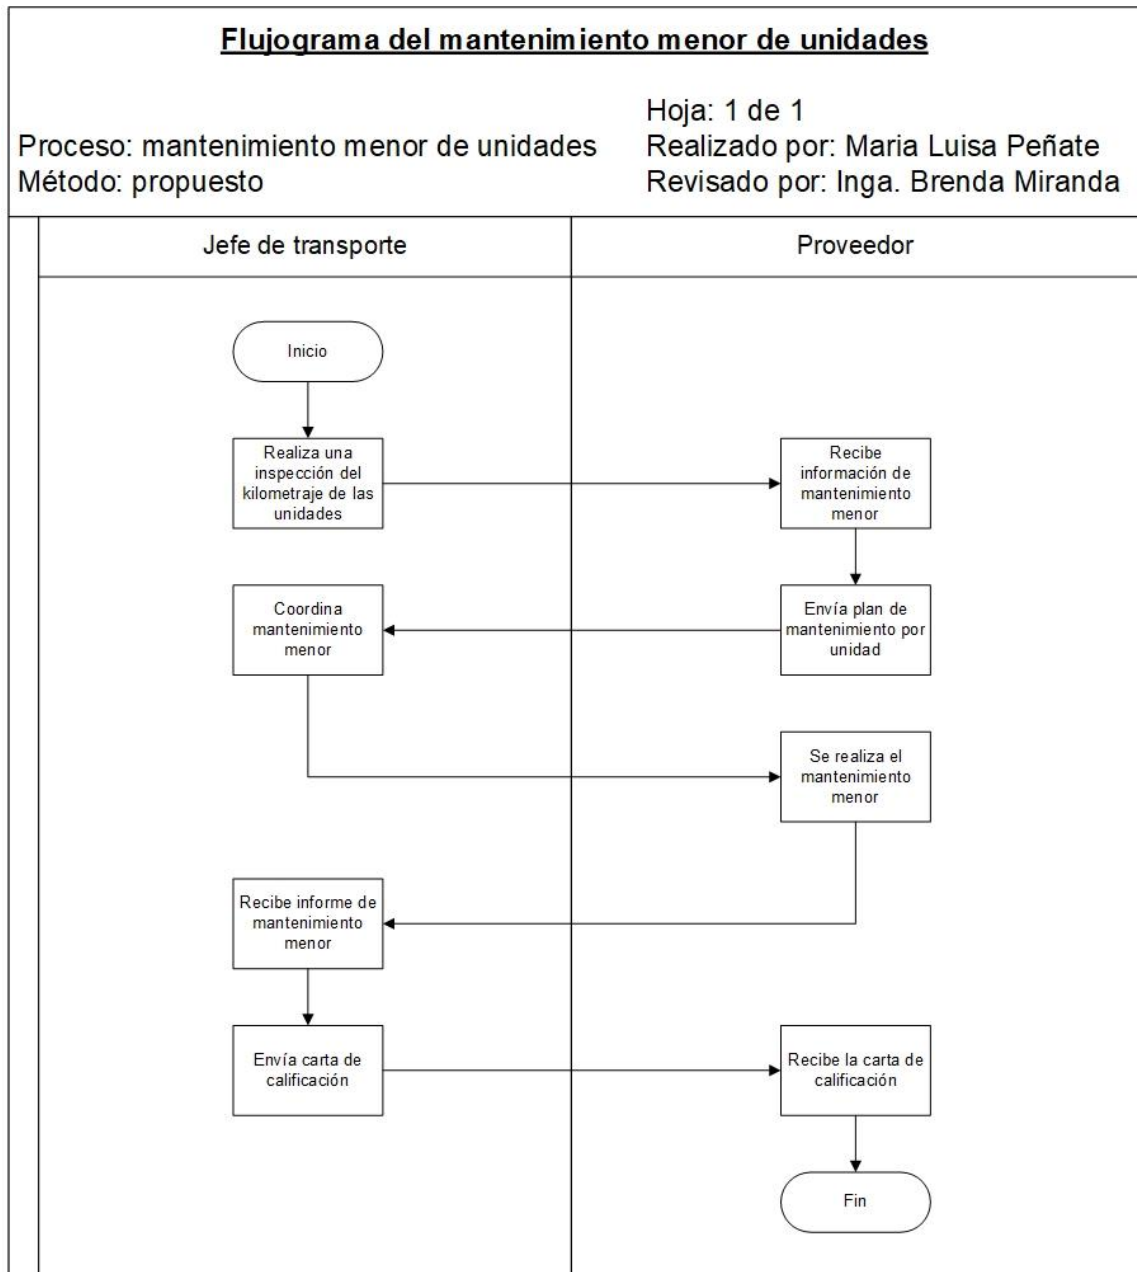 Flujograma del mantenimiento menor de unidades
Hoja: 1 de 1
Proceso: mantenimiento menor de unidades
Realizado por: Maria Luisa Peñate
Método: propuesto
Revisado por: Inga. Brenda Miranda
Jefe de transporte
Proveedor
Inicio
Realiza una
inspección del
kilometraje de las
unidades
Recibe
información de
mantenimiento
menor
Envía plan de
mantenimiento por
unidad
Coordina
mantenimiento
menor
Se realiza el
mantenimiento
menor
Recibe informe de
mantenimiento
menor
Envía carta de
calificación
Recibe la carta de
calificación
Fin